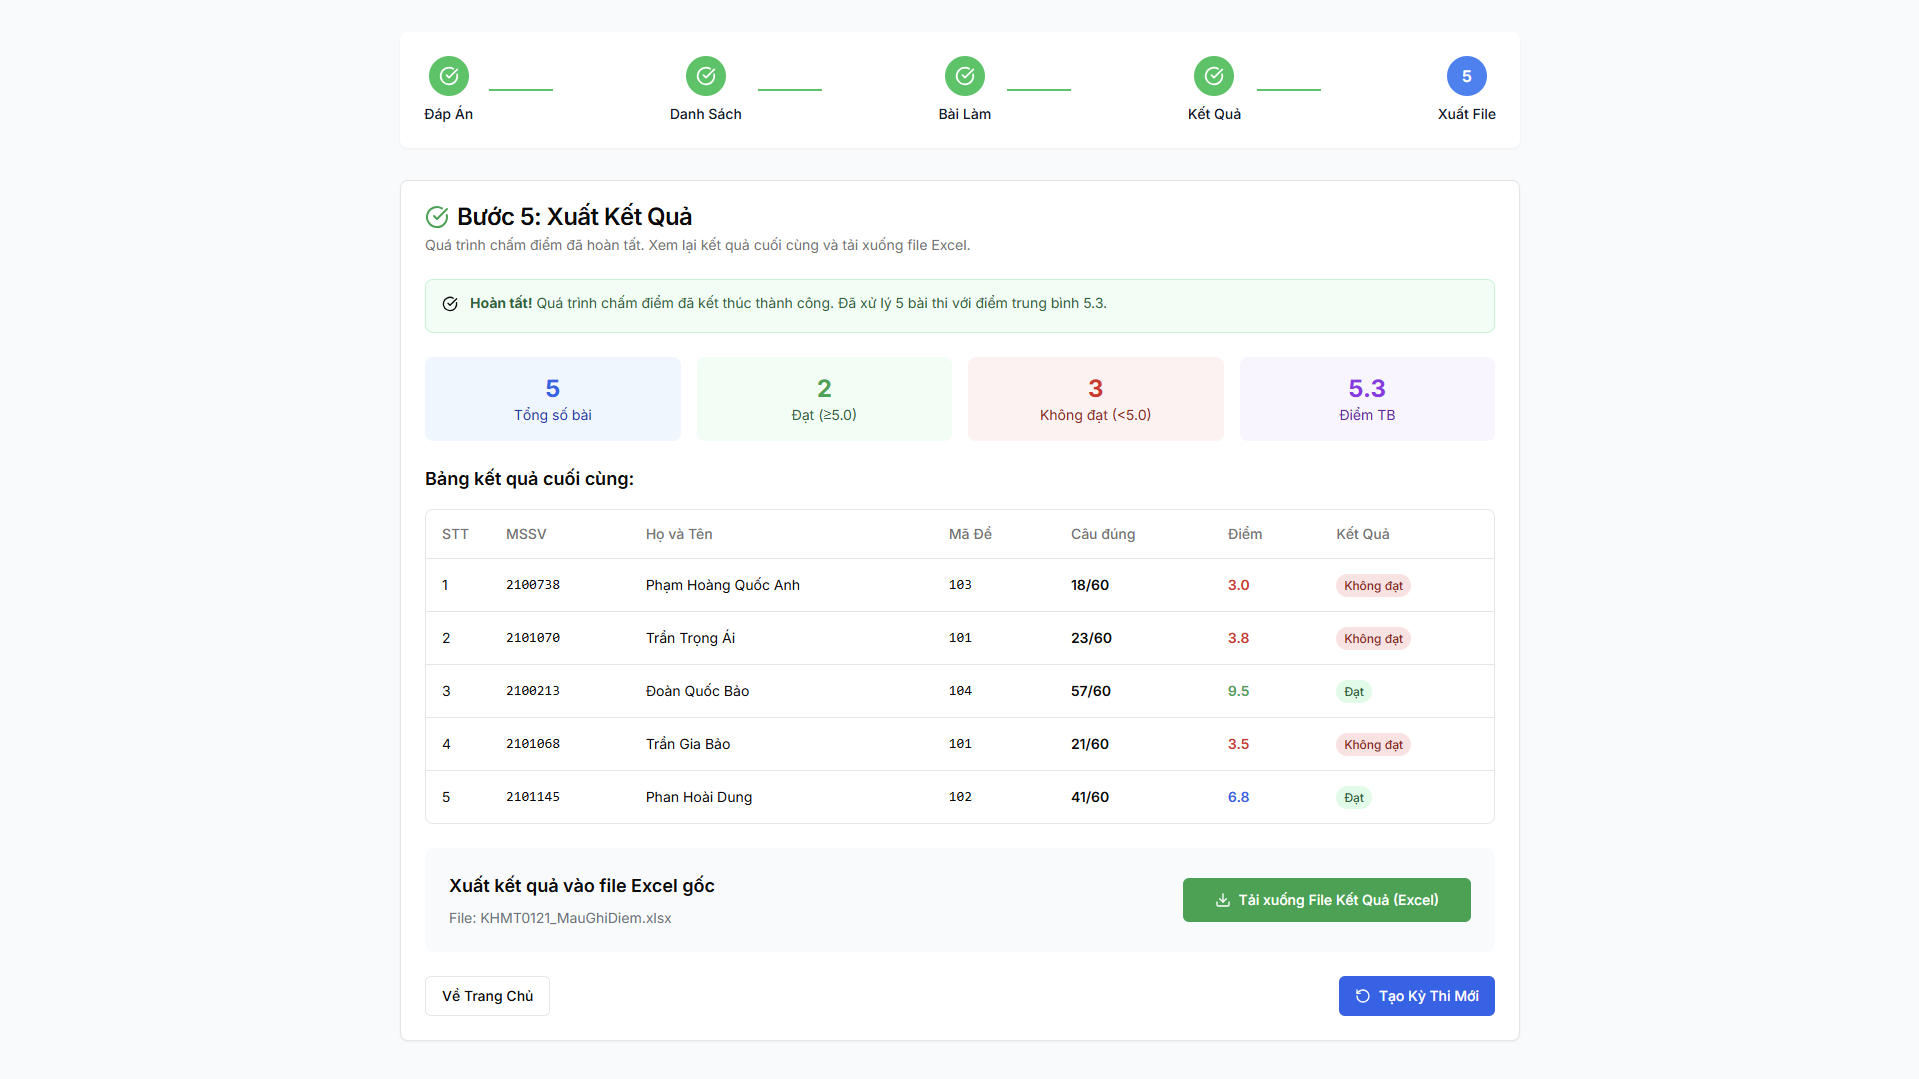 Đáp Án
Danh Sách
Bài Làm
Kết Quả
5
Xuất File
Bước 5: Xuất Kết Quả
Quá trình chấm điểm đã hoàn tất. Xem lại kết quả cuối cùng và tải xuống file Excel.
Hoàn tất! Quá trình chấm điểm đã kết thúc thành công. Đã xử lý 5 bài thi với điểm trung bình 5.3.
5
Tổng số bài
2
Đạt (≥5.0)
3
Không đạt (<5.0)
5.3
Điểm TB
Bảng kết quả cuối cùng:
STT MSSV Họ và Tên Mã Đề Câu đúng Điểm Kết Quả
1 2100738 Phạm Hoàng Quốc Anh 103 18/60 3.0 Không đạt
2 2101070 Trần Trọng Ái 101 23/60 3.8 Không đạt
3 2100213 Đoàn Quốc Bảo 104 57/60 9.5 Đạt
4 2101068 Trần Gia Bảo 101 21/60 3.5 Không đạt
5 2101145 Phan Hoài Dung 102 41/60 6.8 Đạt
Xuất kết quả vào file Excel gốc
File: KHMT0121_MauGhiDiem.xlsx
Tải xuống File Kết Quả (Excel)
Về Trang Chủ
Tạo Kỳ Thi Mới